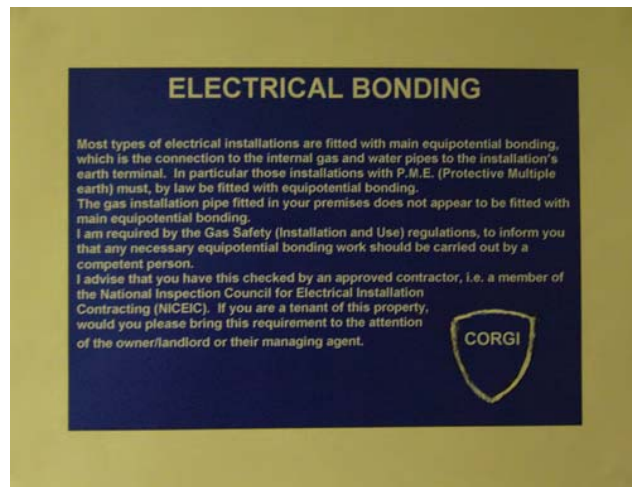 ELECTRICAL BONDING
Most types of electrical installations are fitted with main equipotential bonding,
which is the connection to the internal gas and water pipes to the installation's
earth terminal. In particular those installations with P.M.E. (Protective Multiple
earth) must, by law be fitted with equipotential bonding.
The gas installation pipe fitted in your premises does not appear to be fitted with
main equipotential bonding.
I am required by the Gas Safety (Installation and Use) regulations, to inform you
that any necessary equipotential bonding work should be carried out by a
competent person.
I advise that you have this checked by an approved contractor, i.e. a member of
the National Inspection Council for Electrical Installation
Contracting (NICEIC). If you are a tenant of this property,
would you please bring this requirement to the attention
of the owner/landlord or their managing agent.
CORGI